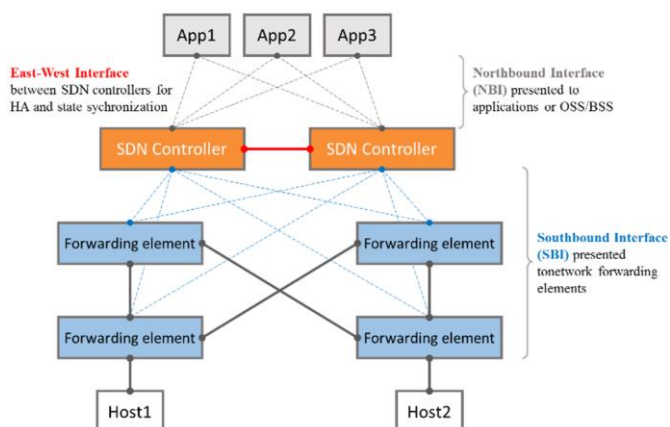 App1
App2
App3
East-West Interface
between SDN controllers for
HA and state sychronization
Northbound Interface
(NBI) presented to
applications or OSS/BSS
SDN Controller
SDN Controller
Forwarding element
Forwarding element
Southbound Interface
(SBI) presented
tonetwork forwarding
elements
Forwarding element
Forwarding element
Host1
Host2